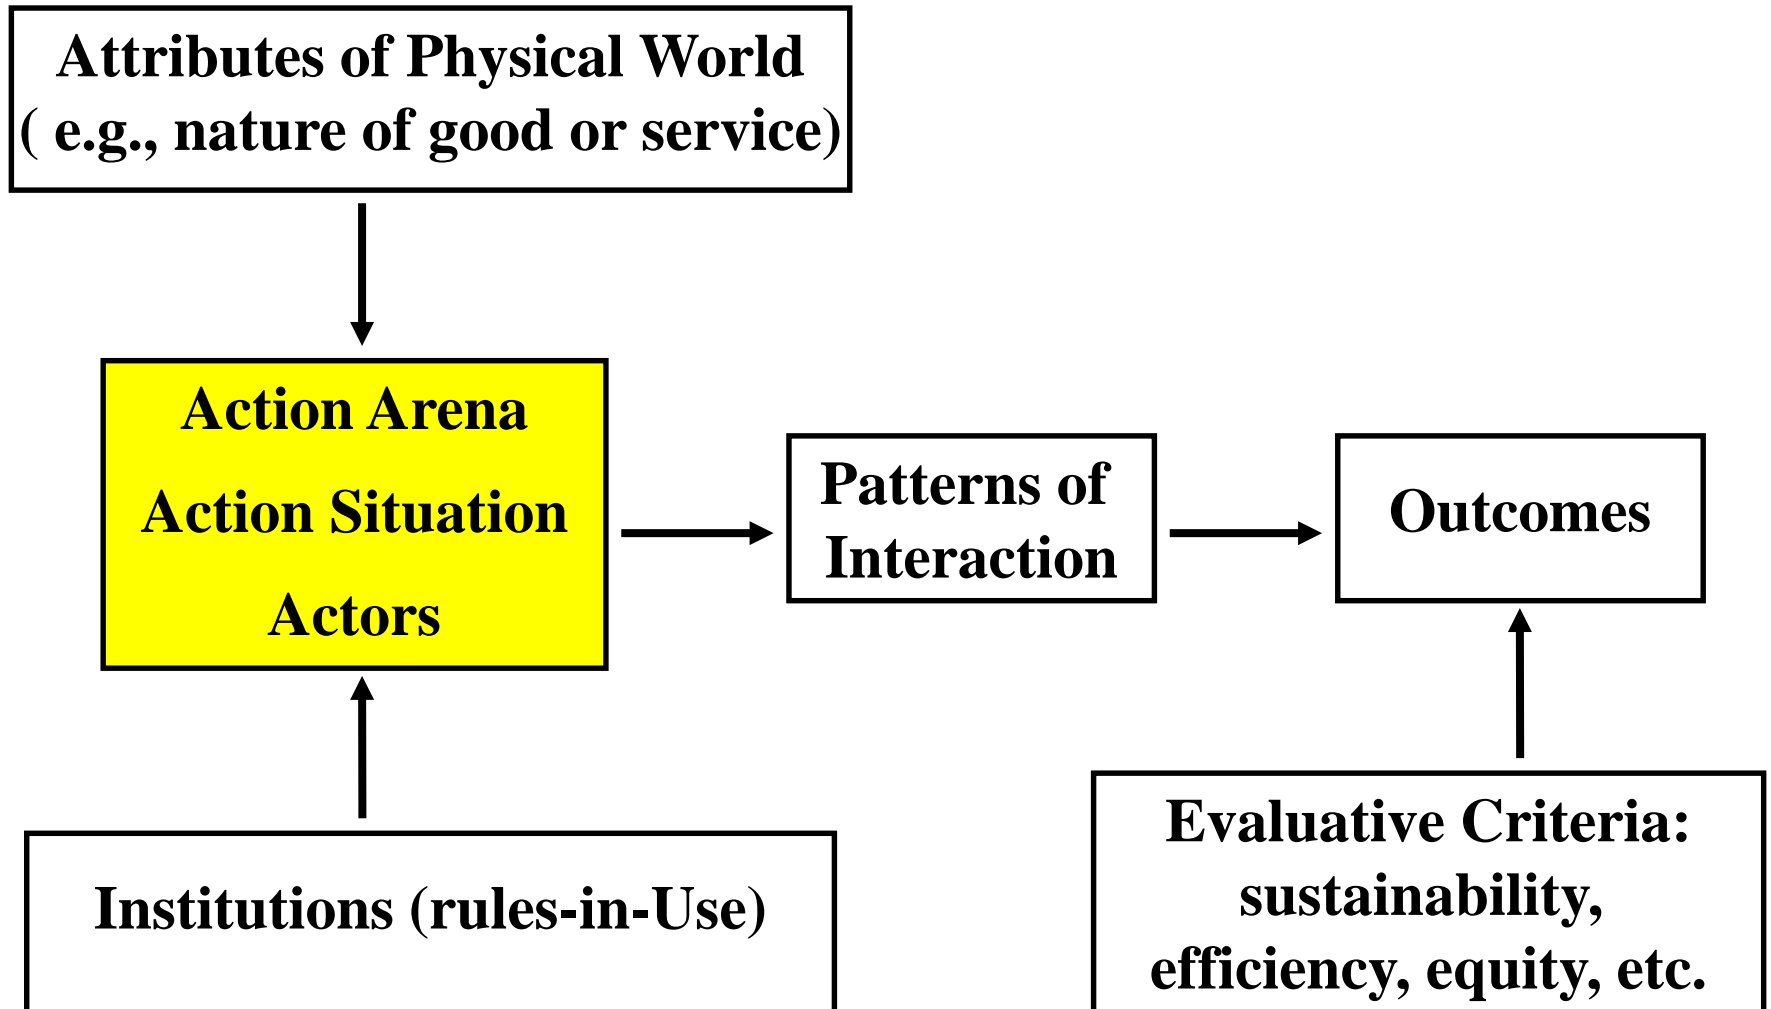 Attributes of Physical World
( e.g., nature of good or service)
Action Arena
Action Situation
Actors
Patterns of
Interaction
Outcomes
Institutions (rules-in-Use)
Evaluative Criteria:
sustainability,
efficiency, equity, etc.